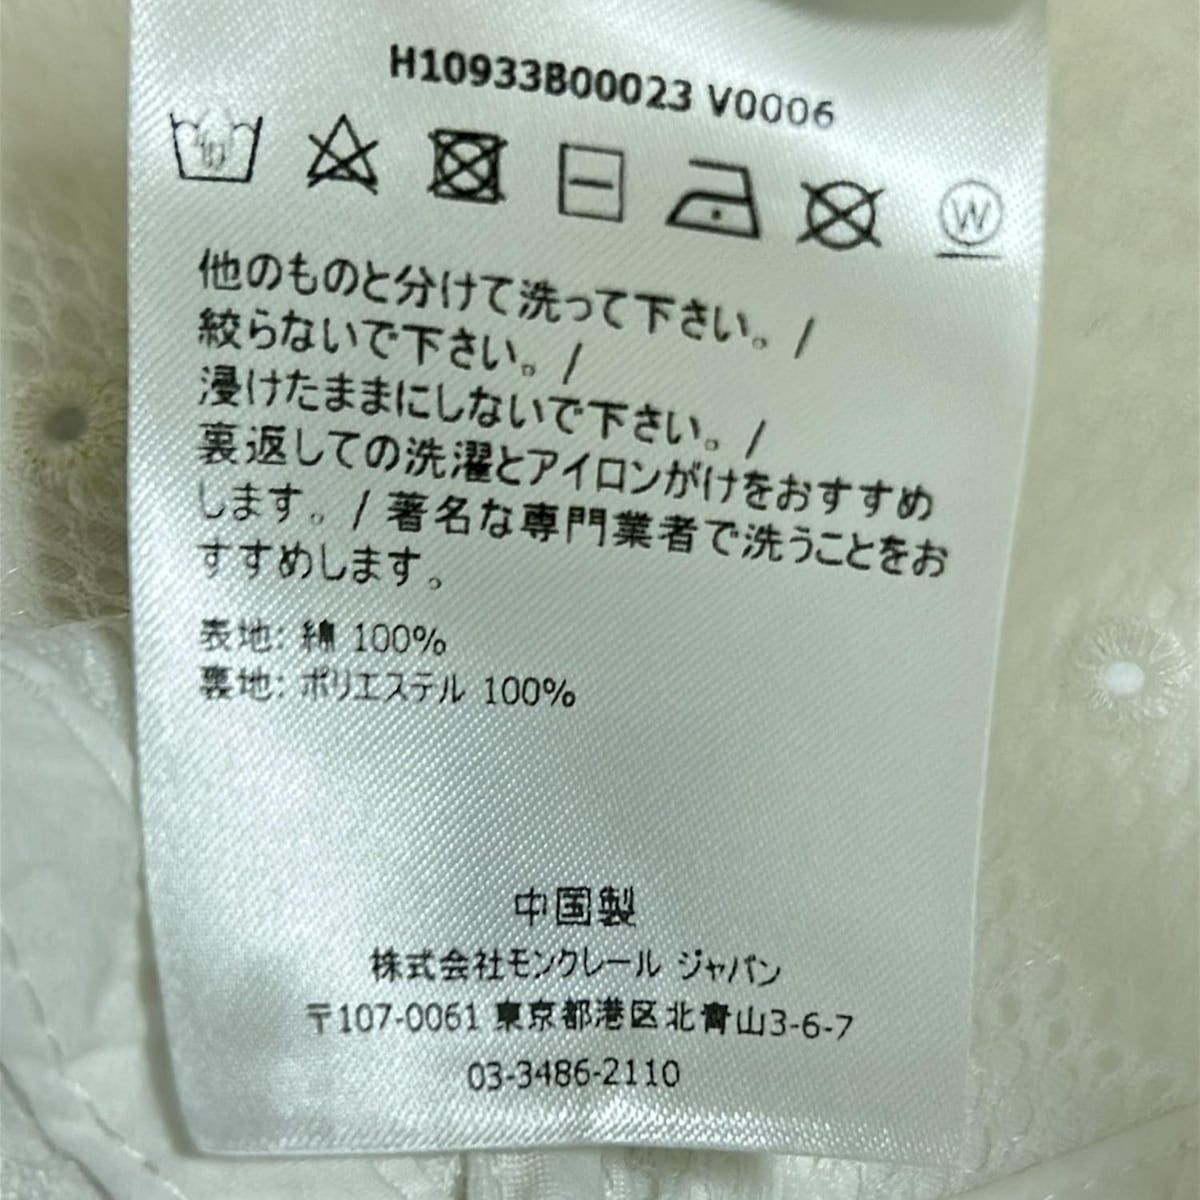 H10933B00023 V0006
W
他のものと分けて洗って下さい。/
絞らないで下さい。/
浸けたままにしないで下さい。/
裏返しての洗濯とアイロンがけをおすすめ
します。/ 著名な専門業者で洗うことをお
すすめします。
表地: 綿 100%
裏地: ポリエステル 100%
中国製
株式会社モンクレール ジャパン
〒107-0061 東京都港区北青山3-6-7
03-3486-2110